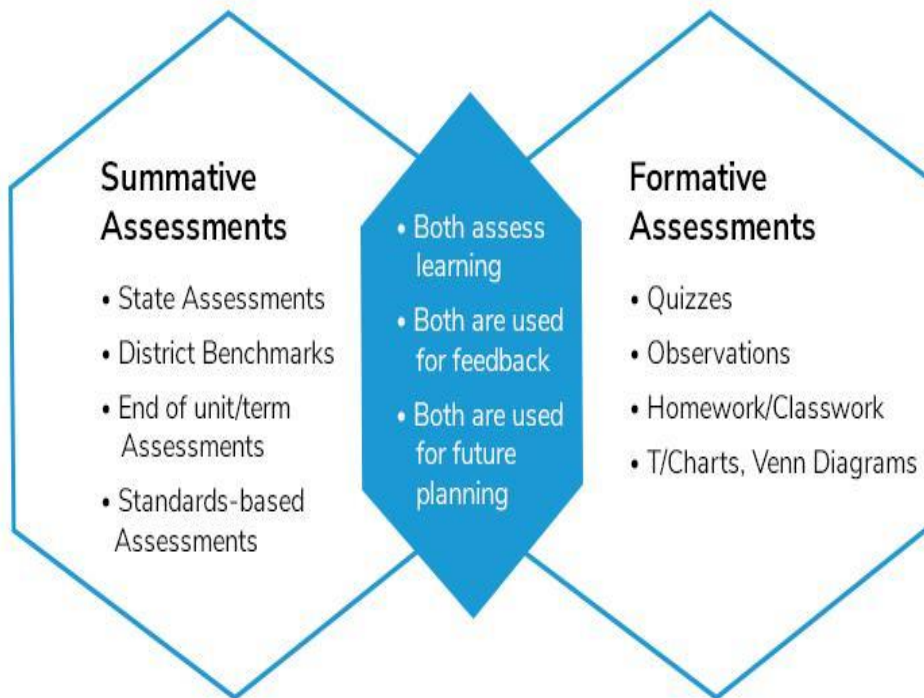 Summative
Assessments
• State Assessments
• District Benchmarks
• End of unit/term
Assessments
• Standards-based
Assessments
• Both assess
learning
• Both are used
for feedback
• Both are used
for future
planning
Formative
Assessments
• Quizzes
• Observations
• Homework/Classwork
• T/Charts, Venn Diagrams